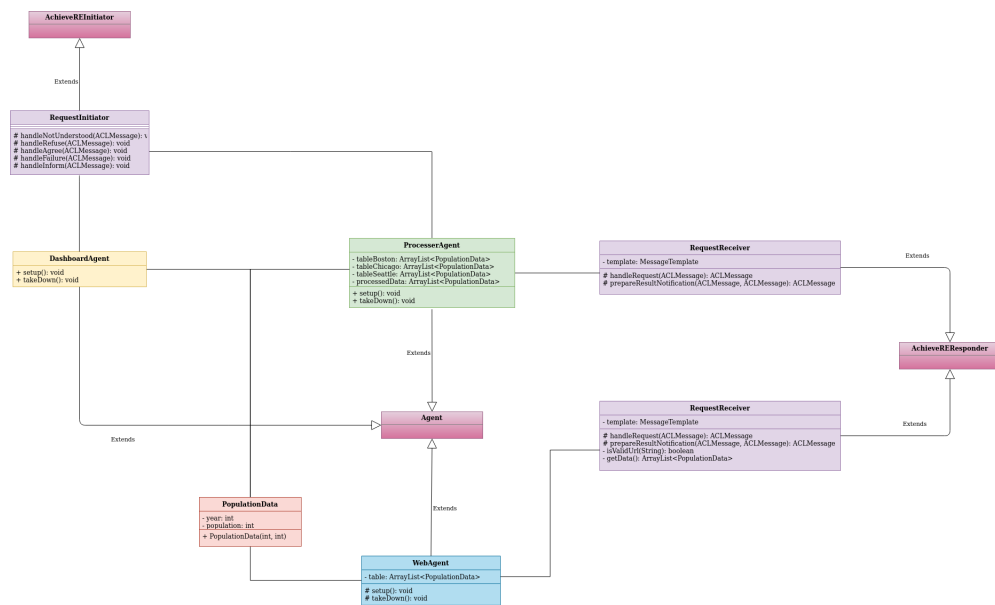 AchieveREInitiator
Extends
RequestInitiator
# handleNotUnderstood(ACLMessage): v
# handleRefuse(ACLMessage): void
# handleAgree(ACLMessage): void
# handleFailure(ACLMessage): void
# handleInform(ACLMessage): void
DashboardAgent
+ setup(): void
+ takeDown(): void
ProcesserAgent
- tableBoston: ArrayList<PopulationData>
- tableChicago: ArrayList<PopulationData>
- tableSeattle: ArrayList<PopulationData>
- processedData: ArrayList<PopulationData>
+ setup(): void
+ takeDown(): void
RequestReceiver
- template: MessageTemplate
# handleRequest(ACLMessage): ACLMessage
# prepareResultNotification(ACLMessage, ACLMessage): ACLMessage
Extends
AchieveREResponder
Extends
Agent
Extends
RequestReceiver
- template: MessageTemplate
# handleRequest(ACLMessage): ACLMessage
# prepareResultNotification(ACLMessage, ACLMessage): ACLMessage
- isValidUrl(String): boolean
- getData(): ArrayList<PopulationData>
Extends
PopulationData
- year: int
- population: int
+ PopulationData(int, int)
Extends
WebAgent
- table: ArrayList<PopulationData>
# setup(): void
# takeDown(): void